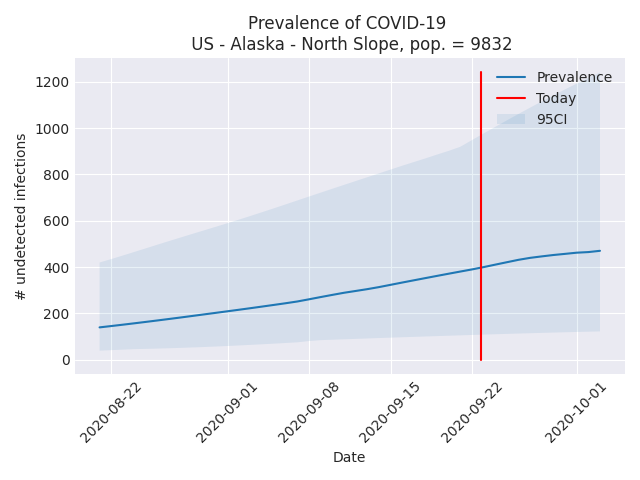 Prevalence of COVID-19
US - Alaska - North Slope, pop. = 9832
Prevalence
Today
95CI
1200
1000
800
600
400
200
0
# undetected infections
2020-08-22
2020-09-01
2020-09-08
2020-09-15
2020-09-22
2020-10-01
Date